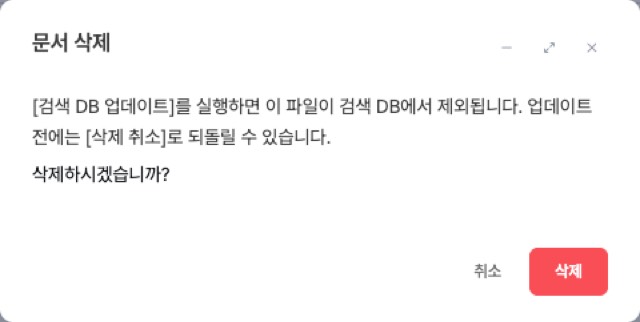 문서 삭제
[검색 DB 업데이트]를 실행하면 이 파일이 검색 DB에서 제외됩니다. 업데이트
전에는 [삭제 취소]로 되돌릴 수 있습니다.
삭제하시겠습니까?
취소
삭제